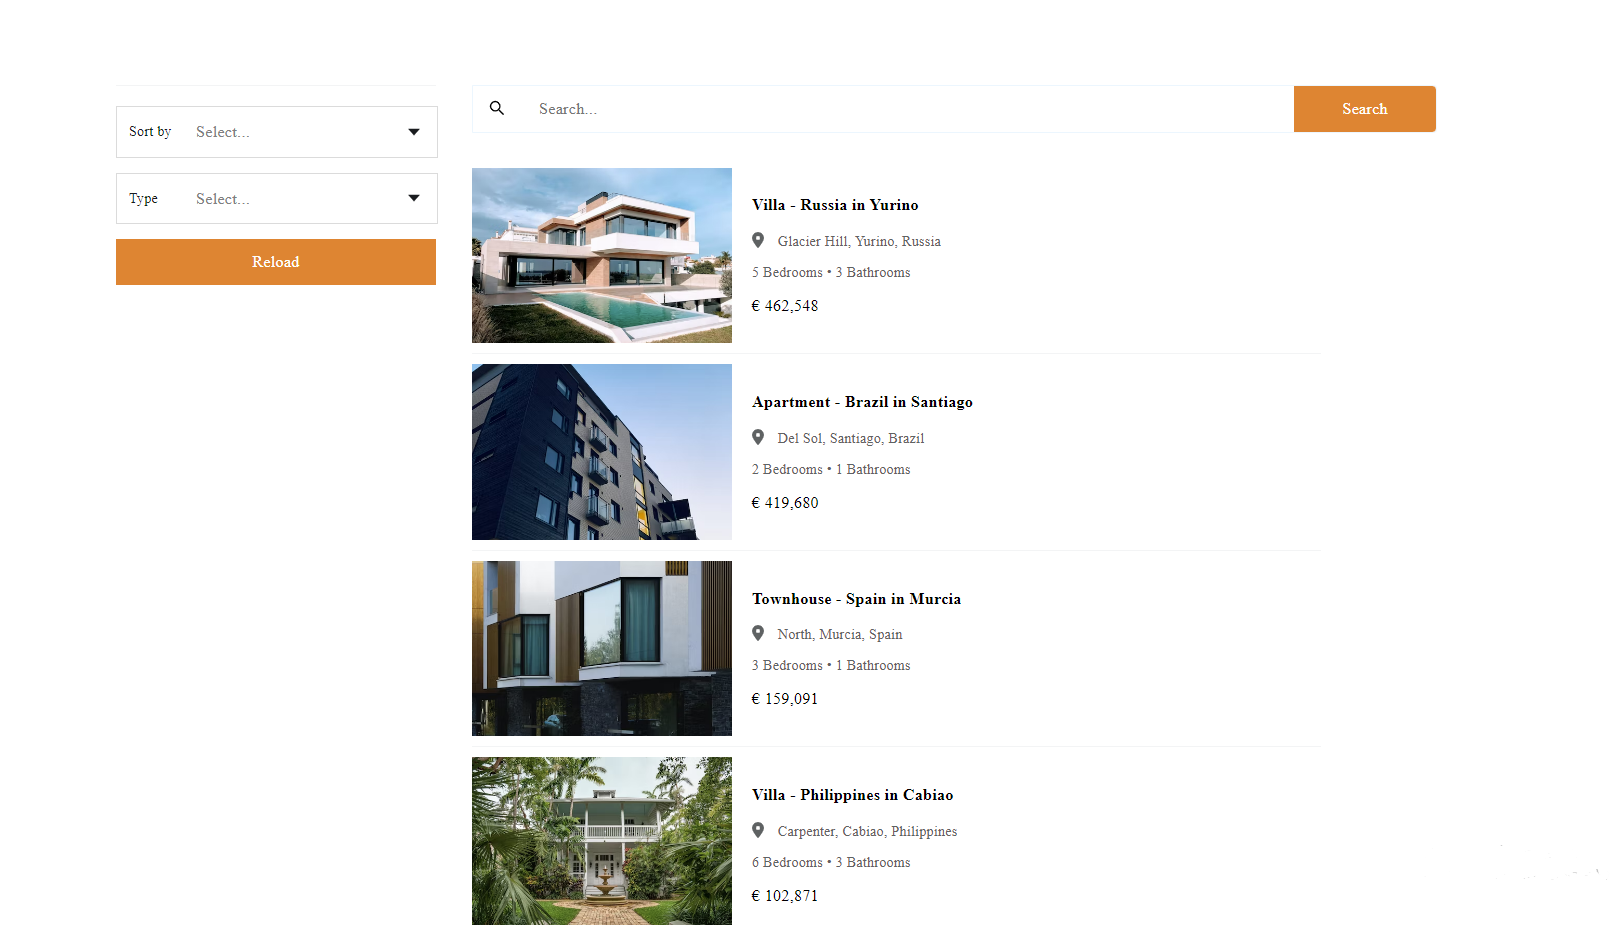 Sort by Select...
Type Select...
Reload
Search... Search
Villa - Russia in Yurino
Glacier Hill, Yurino, Russia
5 Bedrooms • 3 Bathrooms
€ 462,548
Apartment - Brazil in Santiago
Del Sol, Santiago, Brazil
2 Bedrooms • 1 Bathrooms
€ 419,680
Townhouse - Spain in Murcia
North, Murcia, Spain
3 Bedrooms • 1 Bathrooms
€ 159,091
Villa - Philippines in Cabiao
Carpenter, Cabiao, Philippines
6 Bedrooms • 3 Bathrooms
€ 102,871